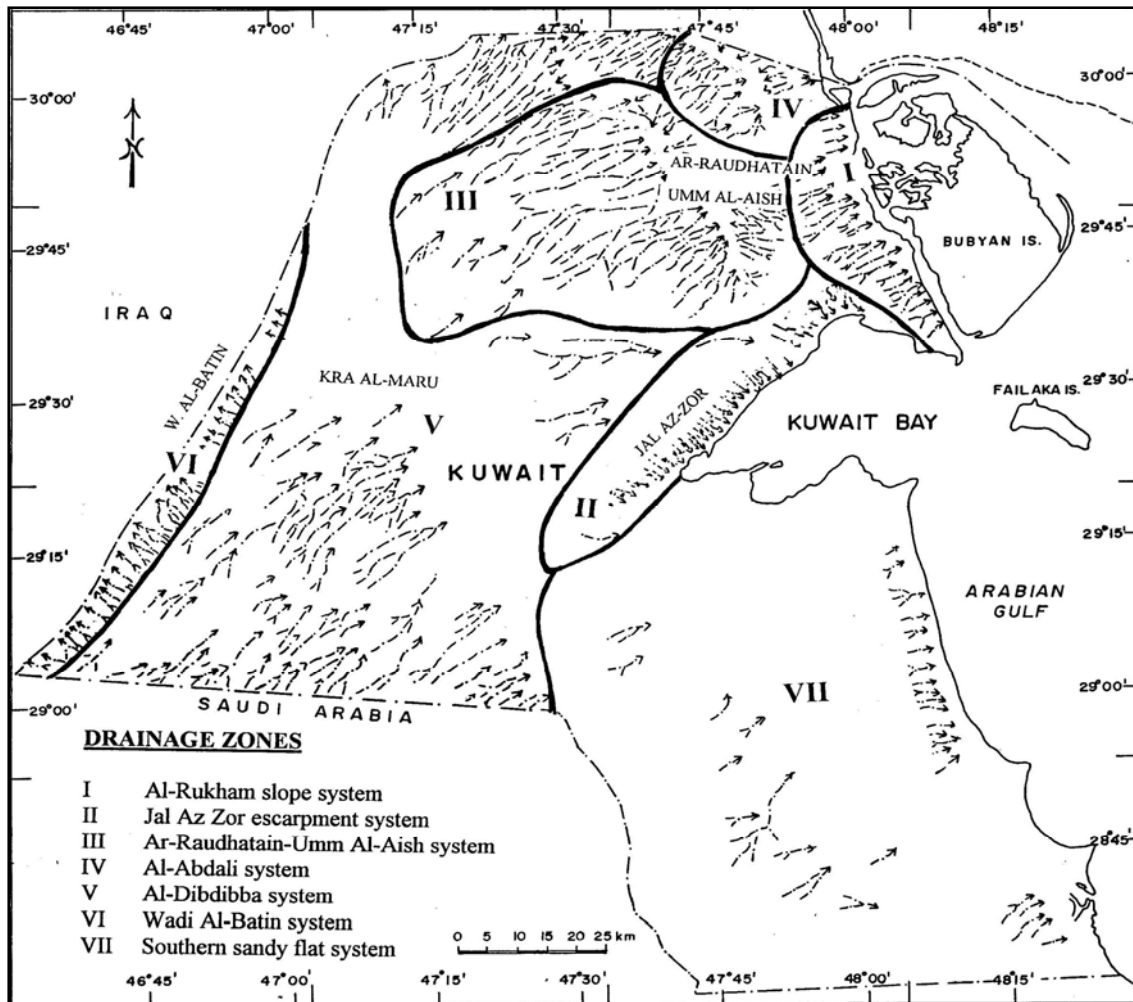 46°45' 47°00' 47°15' 47°30' 47°45' 48°00' 48°15'
30°00' 30°00'
N
IV
AR-RAUDHATAIN
I
III
UMM AL-AISH
29°45' 29°45'
BUBYAN IS.
IRAQ
W. AL-BATIN
KRA AL-MARU
29°30' 29°30'
FAILAKA IS.
JAL AZ-ZOR
KUWAIT BAY
V
KUWAIT
VI
II
29°15' 29°15'
ARABIAN
GULF
VII
29°00' 29°00'
SAUDI ARABIA
DRAINAGE ZONES
I Al-Rukham slope system
II Jal Az Zor escarpment system
III Ar-Raudhatain-Umm Al-Aish system
IV Al-Abdali system
V Al-Dibdibba system
VI Wadi Al-Batin system
VII Southern sandy flat system
28°45'
0 5 10 15 20 25 km
46°45' 47°00' 47°15' 47°30' 47°45' 48°00' 48°15'